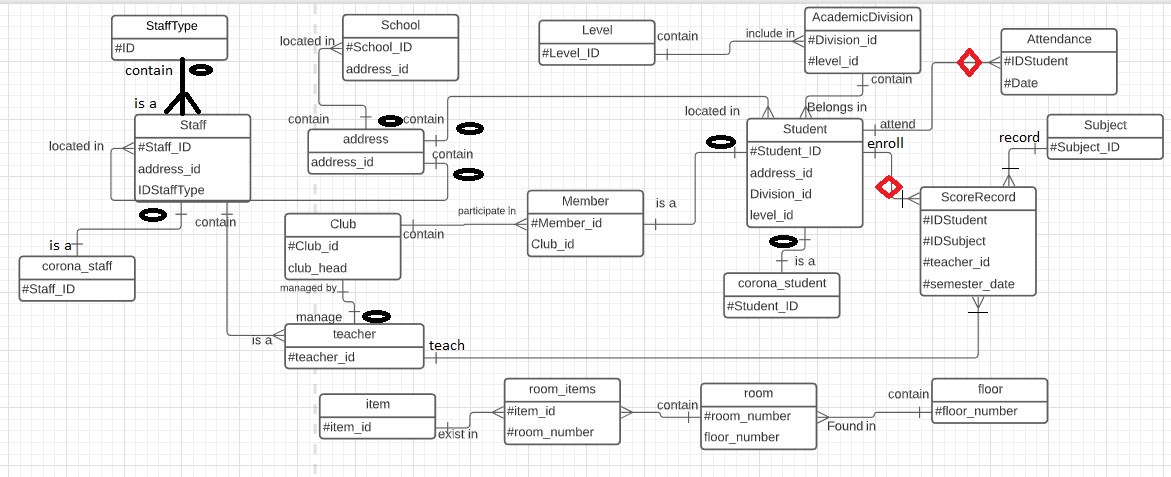 StaffType
#ID
contain
is a
Staff
#Staff_ID
address_id
IDStaffType
located in
contain
is a
corona_staff
#Staff_ID
School
#School_ID
address_id
located in
contain
contain
address
address_id
contain
Level
#Level_ID
contain
include in
AcademicDivision
#Division_id
#level_id
contain
Belongs in
located in
Attendance
#IDStudent
#Date
attend
Student
#Student_ID
address_id
Division_id
level_id
enroll
record
Subject
#Subject_ID
ScoreRecord
#IDStudent
#IDSubject
#teacher_id
#semester_date
Club
#Club_id
club_head
contain
participate in
Member
#Member_id
Club_id
is a
is a
corona_student
#Student_ID
managed by
manage
is a
teacher
#teacher_id
teach
item
#item_id
exist in
room_items
#item_id
#room_number
contain
room
#room_number
floor_number
Found in
contain
floor
#floor_number